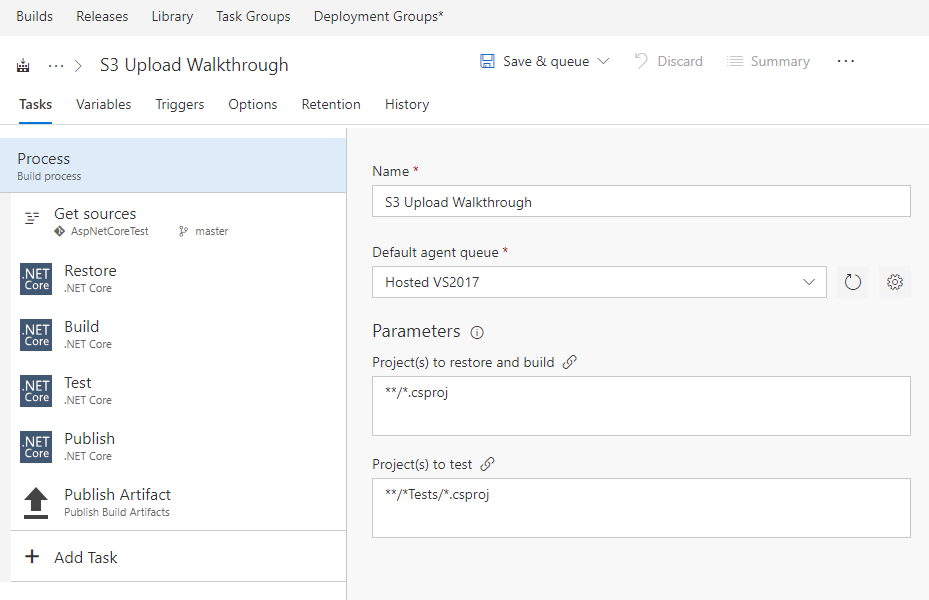 Builds Releases Library Task Groups Deployment Groups*
··· > S3 Upload Walkthrough Save & queue Discard Summary ···
Tasks Variables Triggers Options Retention History
Process
Build process
Get sources
AspNetCoreTest master
.NET Core Restore
.NET Core
.NET Core Build
.NET Core
.NET Core Test
.NET Core
.NET Core Publish
.NET Core
Publish Artifact
Publish Build Artifacts
+ Add Task
Name *
S3 Upload Walkthrough
Default agent queue *
Hosted VS2017
Parameters
Project(s) to restore and build
**/*.csproj
Project(s) to test
**/*Tests/*.csproj